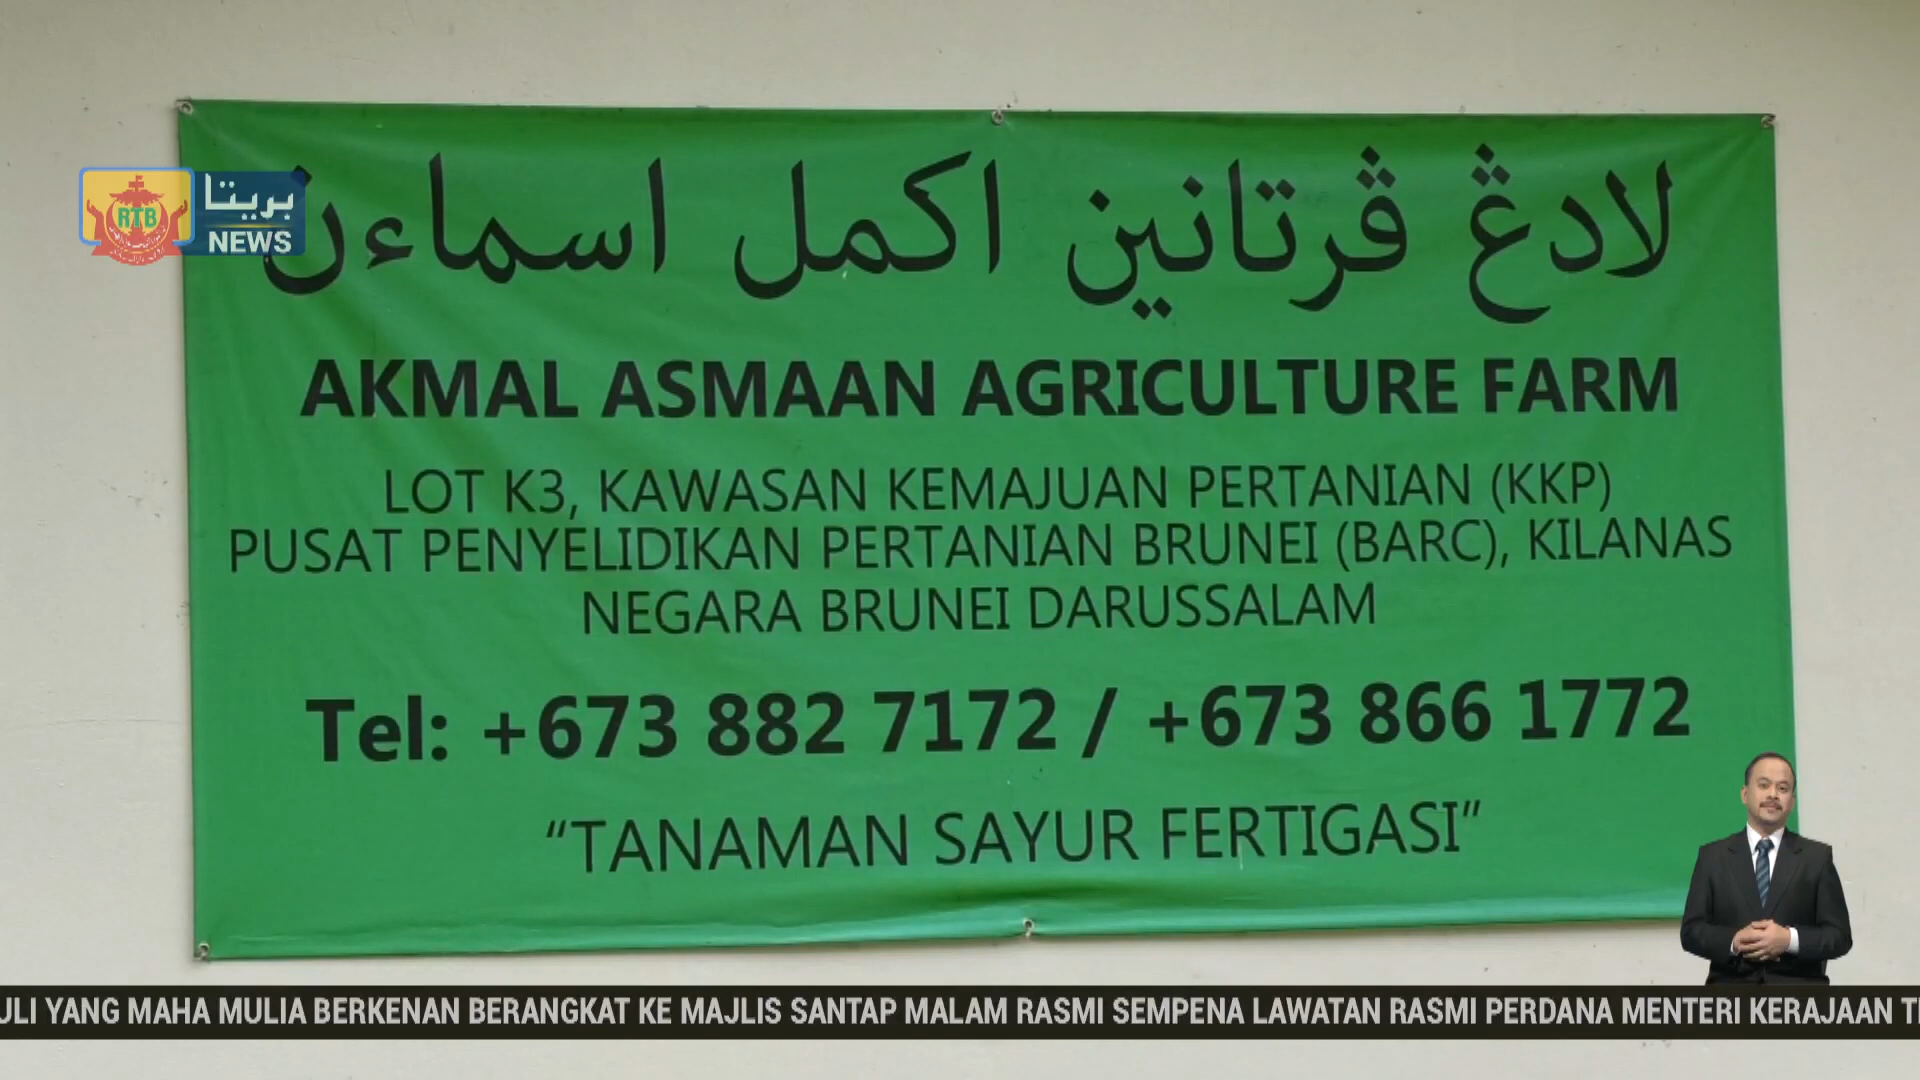 لادڠ ڤرتانين اكمل اسماءن
RTB
بريتا
NEWS
AKMAL ASMAAN AGRICULTURE FARM
LOT K3, KAWASAN KEMAJUAN PERTANIAN (KKP)
PUSAT PENYELIDIKAN PERTANIAN BRUNEI (BARC), KILANAS
NEGARA BRUNEI DARUSSALAM
Tel: +673 882 7172 / +673 866 1772
“TANAMAN SAYUR FERTIGASI”
ULI YANG MAHA MULIA BERKENAN BERANGKAT KE MAJLIS SANTAP MALAM RASMI SEMPENA LAWATAN RASMI PERDANA MENTERI KERAJAAN